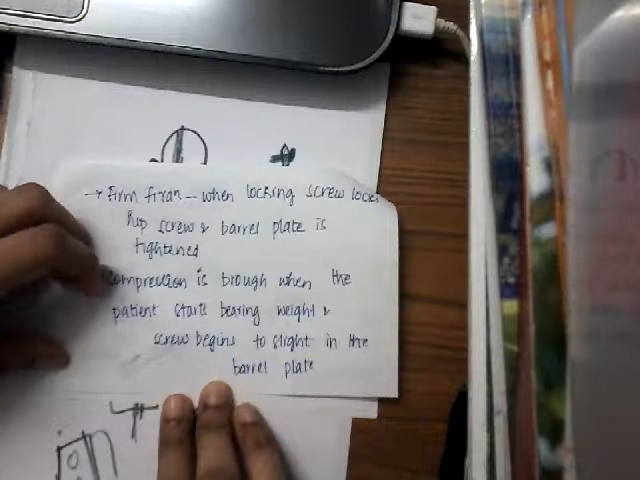 → Firm fixan – when locking screw locks
hip screw & barrel plate is
tightened
compression is brough when the
patient starts bearing weight &
screw begins to slight in the
barrel plate